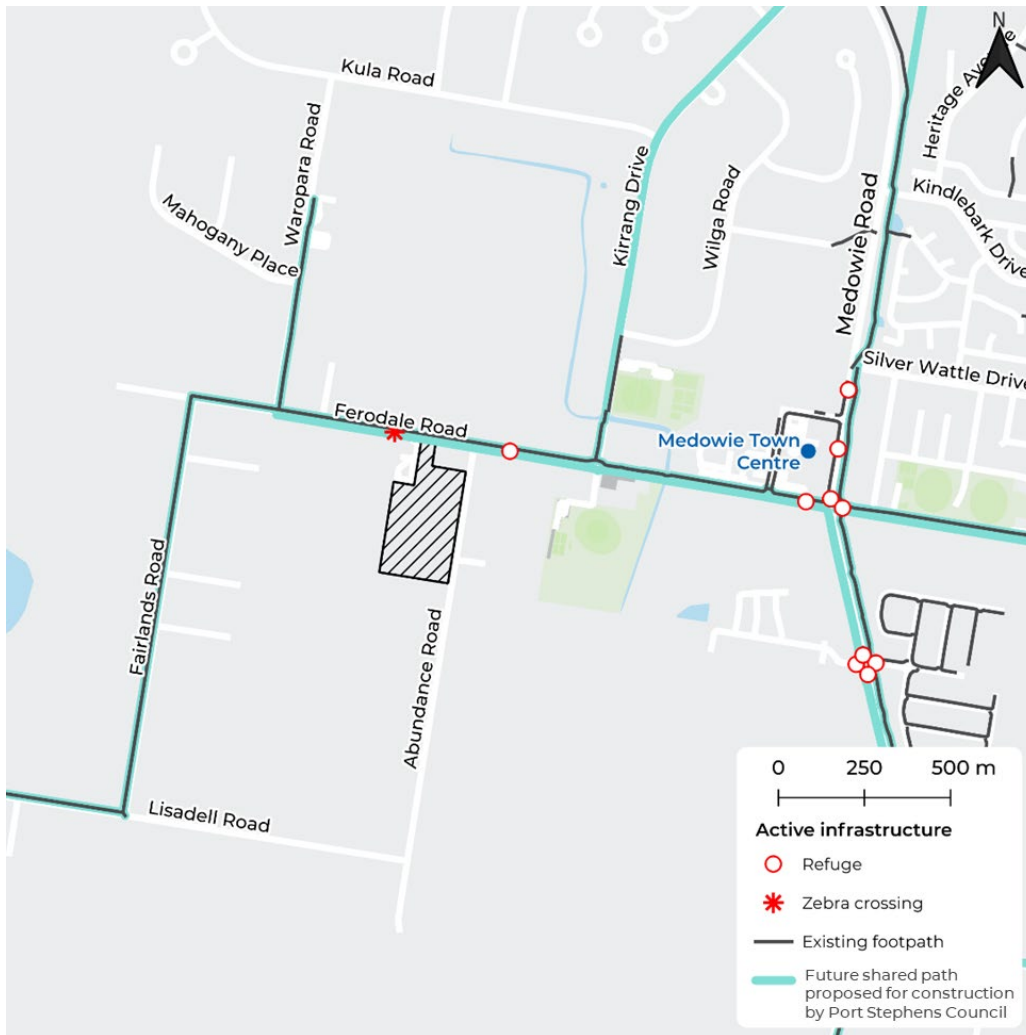 N
Kula Road
Heritage Avenue
Waropara Road
Kirrang Drive
Wilga Road
Medowie Road
Kindlebark Drive
Mahogany Place
Silver Wattle Drive
Ferodale Road
Medowie Town
Centre
Fairlands Road
Abundance Road
Lisadell Road
0 250 500 m
Active infrastructure
Refuge
Zebra crossing
Existing footpath
Future shared path
proposed for construction
by Port Stephens Council